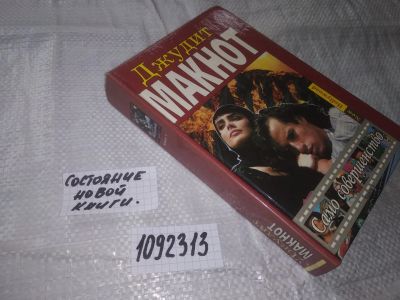 Джудит
МАКНОТ
Само совершенство
МАКНОТ
СОСТОЯНИЕ
НОВОЙ
КНИГИ.
1092313